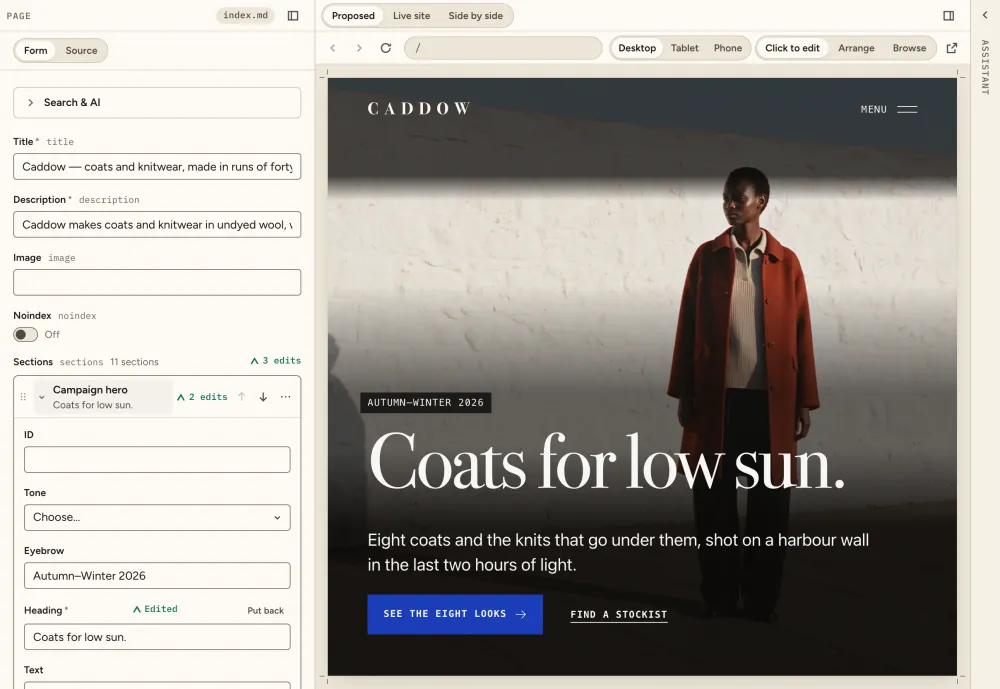 PAGE
index.md
Form
Source
Search & AI
Title* title
Caddow — coats and knitwear, made in runs of forty
Description* description
Caddow makes coats and knitwear in undyed wool,
Image image
Noindex noindex
Off
Sections sections 11 sections
3 edits
Campaign hero
Coats for low sun.
2 edits
ID
Tone
Choose...
Eyebrow
Autumn–Winter 2026
Heading*
Edited
Put back
Coats for low sun.
Text
Proposed
Live site
Side by side
/
Desktop
Tablet
Phone
Click to edit
Arrange
Browse
CADDOW
MENU
AUTUMN–WINTER 2026
Coats for low sun.
Eight coats and the knits that go under them, shot on a harbour wall
in the last two hours of light.
SEE THE EIGHT LOOKS →
FIND A STOCKIST
ASSISTANT